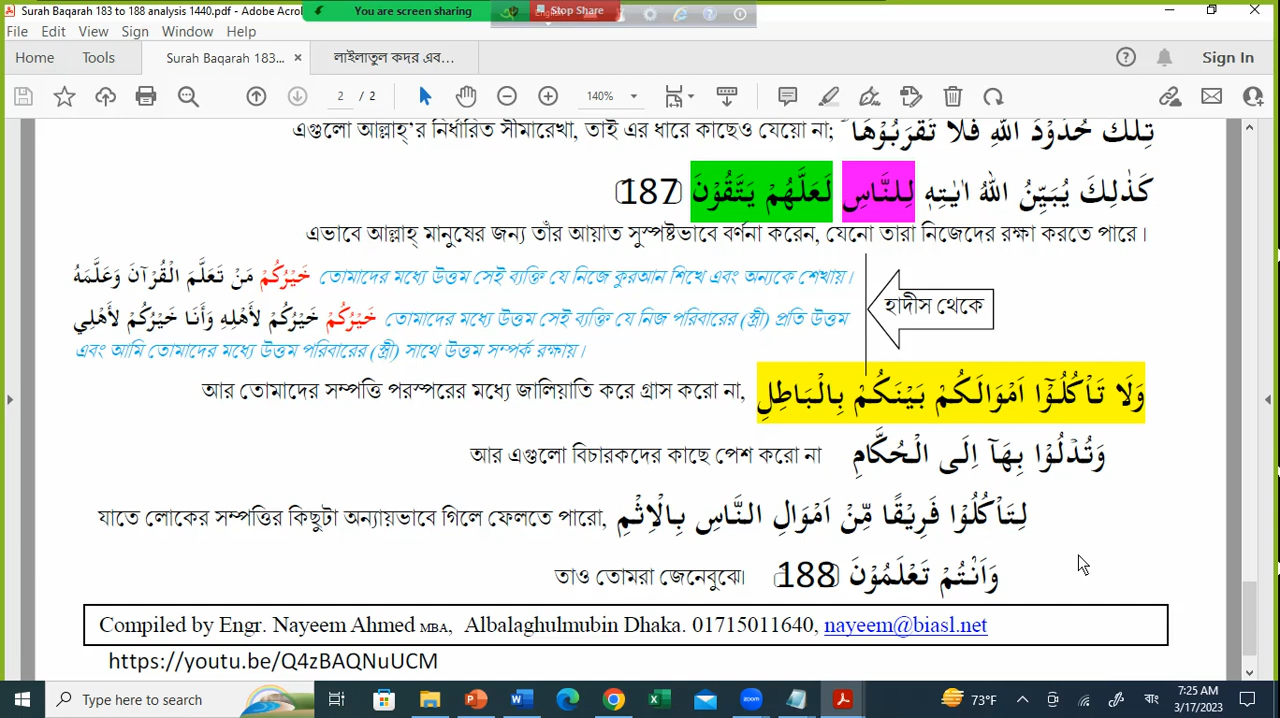 Surah Baqarah 183 to 188 analysis 1440.pdf - Adobe Acro
You are screen sharing
Stop Share
File Edit View Sign Window Help
Home Tools Surah Baqarah 183... × লাইলাতুল কদর এব...
Sign In
2 / 2 140%
تِلْكَ حُدُوْدُ اللهِ فَلَا تَقْرَبُوْهَا ۗ এগুলো আল্লাহ্'র নির্ধারিত সীমারেখা, তাই এর ধারে কাছেও যেয়ো না;
كَذٰلِكَ يُبَيِّنُ اللهُ اٰيٰتِهٖ لِلنَّاسِ لَعَلَّهُمْ يَتَّقُوْنَ (187)
এভাবে আল্লাহ্ মানুষের জন্য তাঁর আয়াত সুস্পষ্টভাবে বর্ণনা করেন, যেনো তারা নিজেদের রক্ষা করতে পারে।
خَيْرُكُمْ مَنْ تَعَلَّمَ الْقُرْآنَ وَعَلَّمَهُ তোমাদের মধ্যে উত্তম সেই ব্যক্তি যে নিজে কুরআন শিখে এবং অন্যকে শেখায়।
হাদীস থেকে
خَيْرُكُمْ خَيْرُكُمْ لأَهْلِهِ وَأَنَا خَيْرُكُمْ لأَهْلِي তোমাদের মধ্যে উত্তম সেই ব্যক্তি যে নিজ পরিবারের (স্ত্রী) প্রতি উত্তম
এবং আমি তোমাদের মধ্যে উত্তম পরিবারের (স্ত্রী) সাথে উত্তম সম্পর্ক রক্ষায়।
وَلَا تَاْكُلُوْٓا اَمْوَالَكُمْ بَيْنَكُمْ بِالْبَاطِلِ আর তোমাদের সম্পত্তি পরস্পরের মধ্যে জালিয়াতি করে গ্রাস করো না,
وَتُدْلُوْا بِهَآ اِلَى الْحُكَّامِ আর এগুলো বিচারকদের কাছে পেশ করো না
لِتَاْكُلُوْا فَرِيْقًا مِّنْ اَمْوَالِ النَّاسِ بِالْاِثْمِ যাতে লোকের সম্পত্তির কিছুটা অন্যায়ভাবে গিলে ফেলতে পারো,
وَاَنْتُمْ تَعْلَمُوْنَ (188) তাও তোমরা জেনেবুঝে।
Compiled by Engr. Nayeem Ahmed MBA, Albalaghulmubin Dhaka. 01715011640, nayeem@biasl.net
https://youtu.be/Q4zBAQNuUCM
Type here to search
73°F
বাং
7:25 AM
3/17/2023